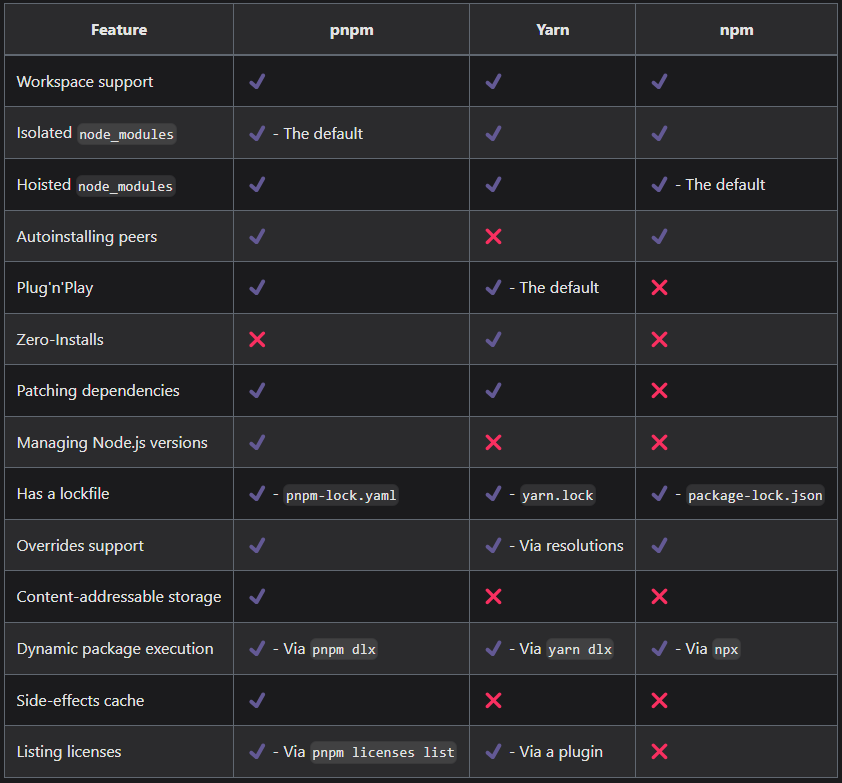 Feature pnpm Yarn npm
Workspace support ✔ ✔ ✔
Isolated node_modules ✔ - The default ✔ ✔
Hoisted node_modules ✔ ✔ ✔ - The default
Autoinstalling peers ✔ ❌ ✔
Plug'n'Play ✔ ✔ - The default ❌
Zero-Installs ❌ ✔ ❌
Patching dependencies ✔ ✔ ❌
Managing Node.js versions ✔ ❌ ❌
Has a lockfile ✔ - pnpm-lock.yaml ✔ - yarn.lock ✔ - package-lock.json
Overrides support ✔ ✔ - Via resolutions ✔
Content-addressable storage ✔ ❌ ❌
Dynamic package execution ✔ - Via pnpm dlx ✔ - Via yarn dlx ✔ - Via npx
Side-effects cache ✔ ❌ ❌
Listing licenses ✔ - Via pnpm licenses list ✔ - Via a plugin ❌